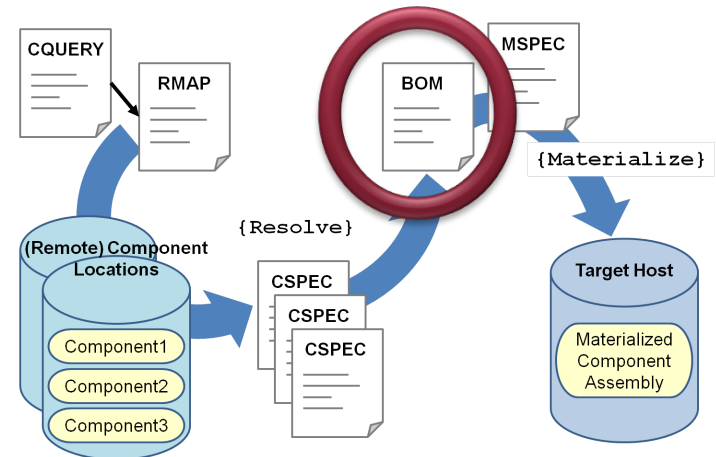 CQUERY
RMAP
BOM
MSPEC
{Materialize}
(Remote) Component
Locations
{Resolve}
Component1
Component2
Component3
CSPEC
CSPEC
CSPEC
Target Host
Materialized
Component
Assembly